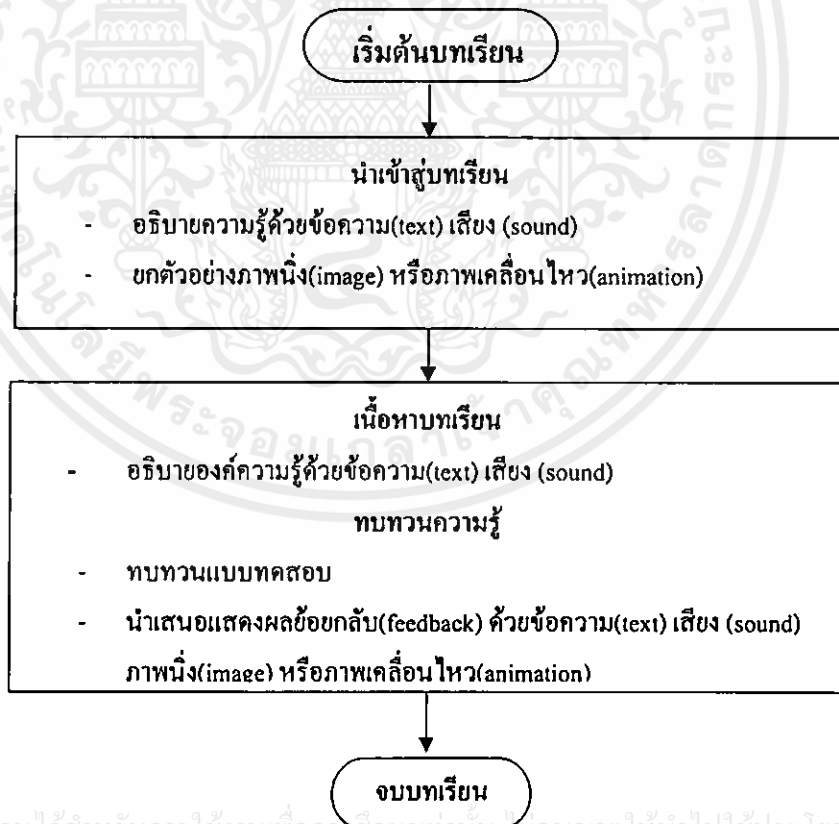 เริ่มต้นบทเรียน
นำเข้าสู่บทเรียน
- อธิบายความรู้ด้วยข้อความ(text) เสียง (sound)
- ยกตัวอย่างภาพนิ่ง(image) หรือภาพเคลื่อนไหว(animation)
เนื้อหาบทเรียน
- อธิบายองค์ความรู้ด้วยข้อความ(text) เสียง (sound)
ทบทวนความรู้
- ทบทวนแบบทดสอบ
- นำเสนอแสดงผลย้อยกลับ(feedback) ด้วยข้อความ(text) เสียง (sound)
ภาพนิ่ง(image) หรือภาพเคลื่อนไหว(animation)
จบบทเรียน